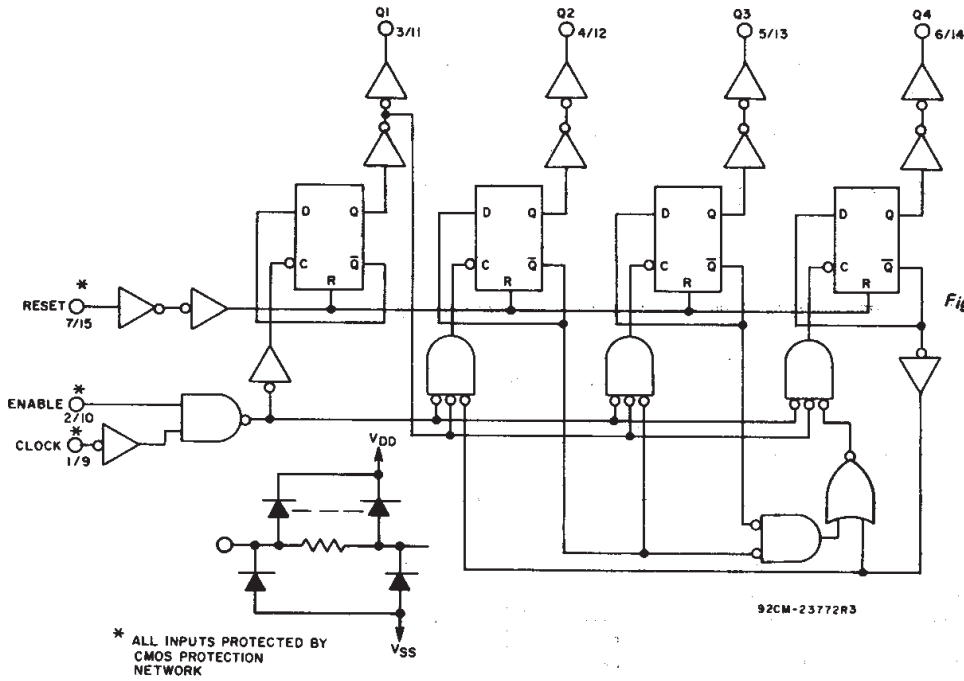 Q1
3/11
Q2
4/12
Q3
5/13
Q4
6/14
D Q
C Q̅
R
D Q
C Q̅
R
D Q
C Q̅
R
D Q
C Q̅
R
*
RESET
7/15
Fig
*
ENABLE
2/10
*
CLOCK
1/9
VDD
VSS
92CM-23772R3
* ALL INPUTS PROTECTED BY
CMOS PROTECTION
NETWORK